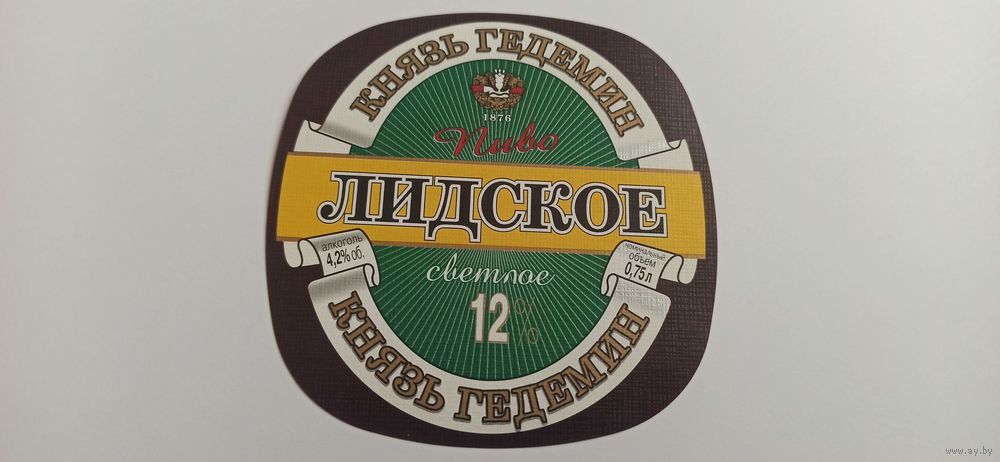 КНЯЗЬ ГЕДЕМИН
1876
Пиво
ЛИДСКОЕ
алкоголь
4,2% об.
номинальный
объем
0,75 л
светлое
12%
КНЯЗЬ ГЕДЕМИН
www.ay.by